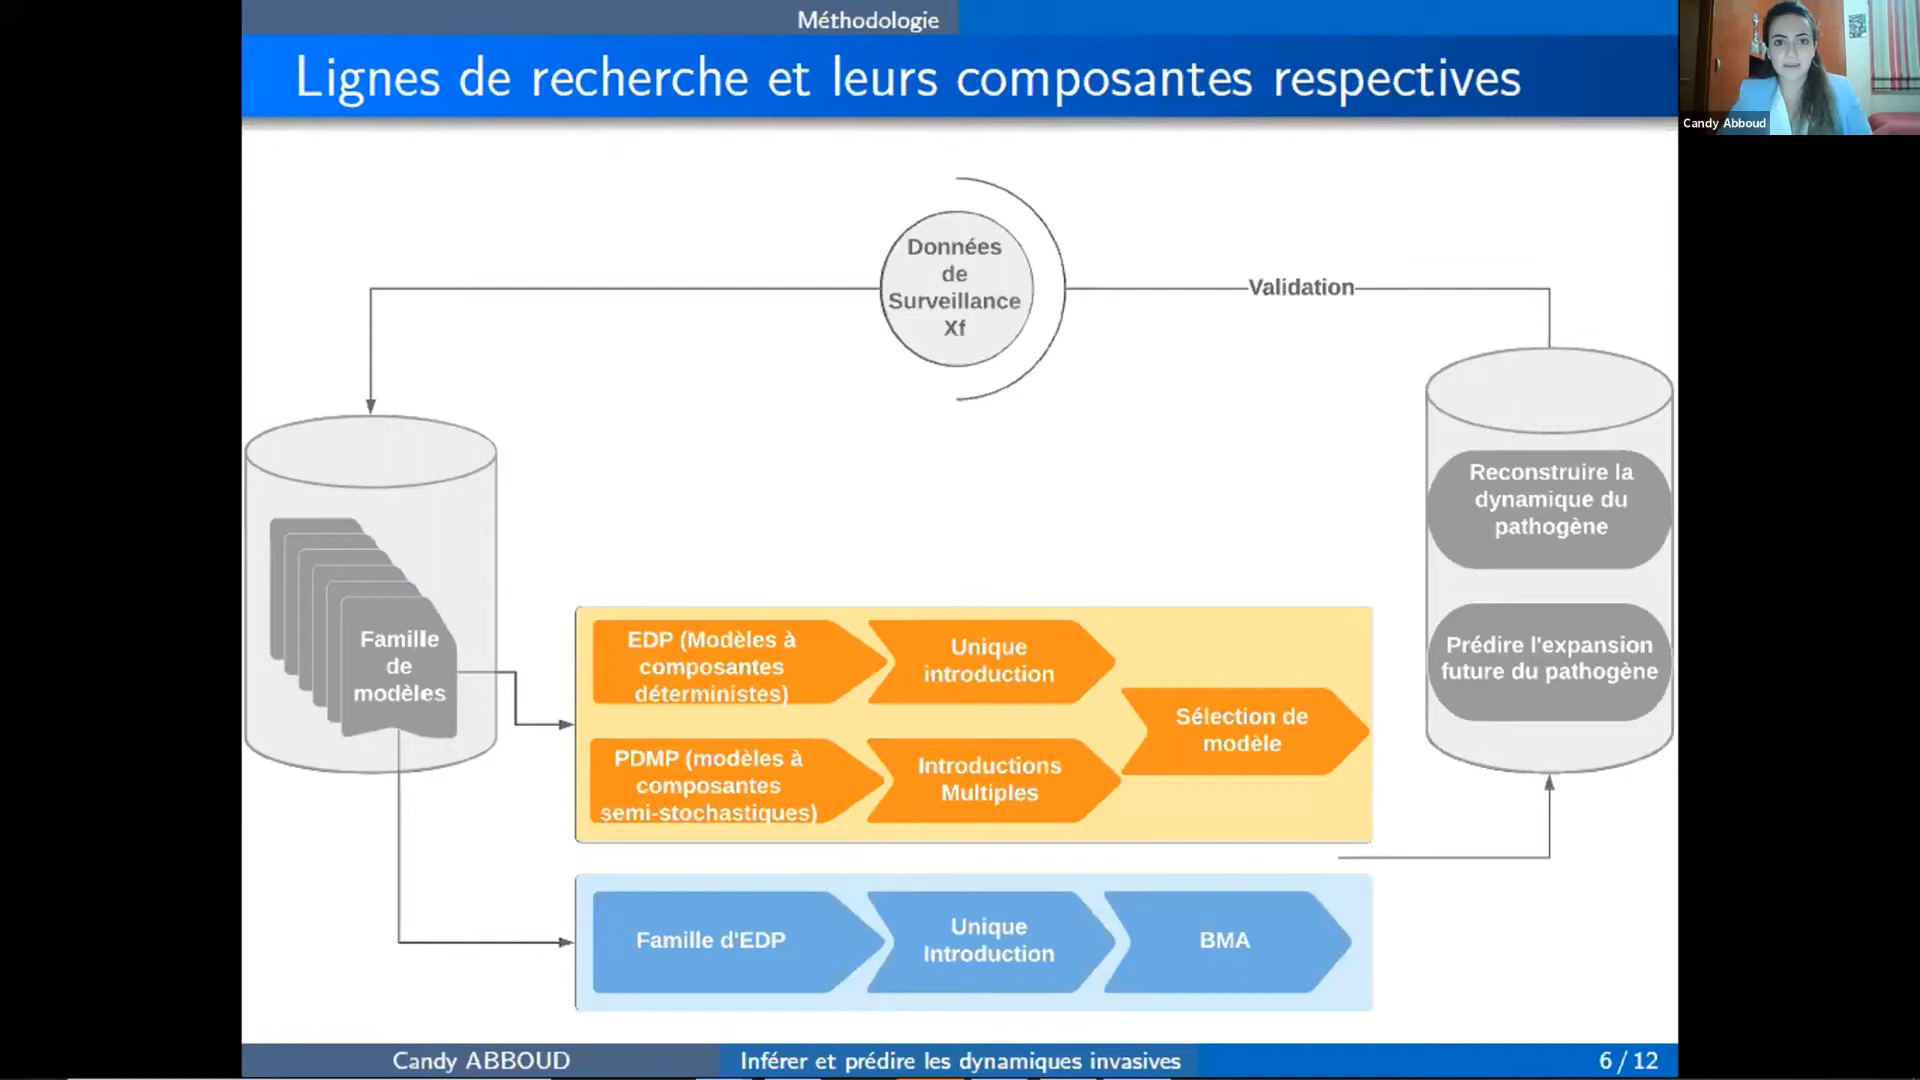 Méthodologie
Lignes de recherche et leurs composantes respectives
Candy Abboud
Données
de
Surveillance
Xf
Validation
Reconstruire la
dynamique du
pathogène
Prédire l'expansion
future du pathogène
Famille
de
modèles
EDP (Modèles à
composantes
déterministes)
Unique
introduction
Sélection de
modèle
PDMP (modèles à
composantes
semi-stochastiques)
Introductions
Multiples
Famille d'EDP
Unique
Introduction
BMA
Candy ABBOUD
Inférer et prédire les dynamiques invasives
6 / 12